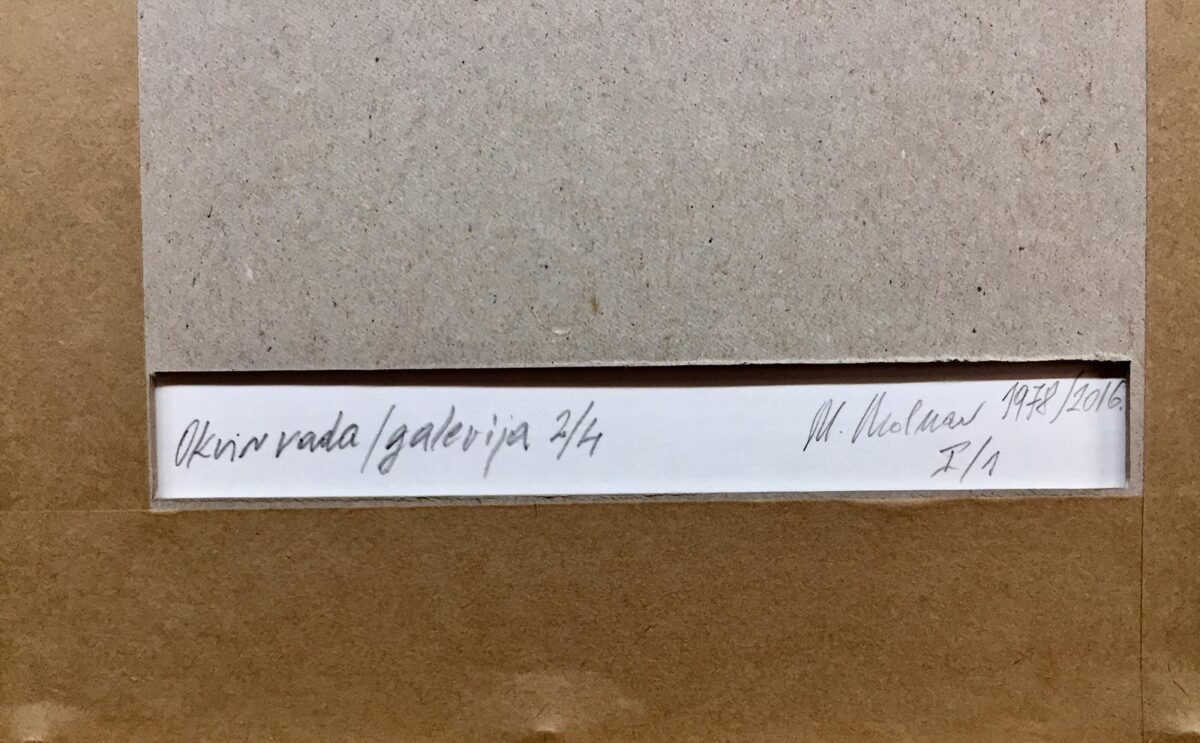 Okvir rada/galerija 2/4
M. Molnar 1978/2016.
I/1